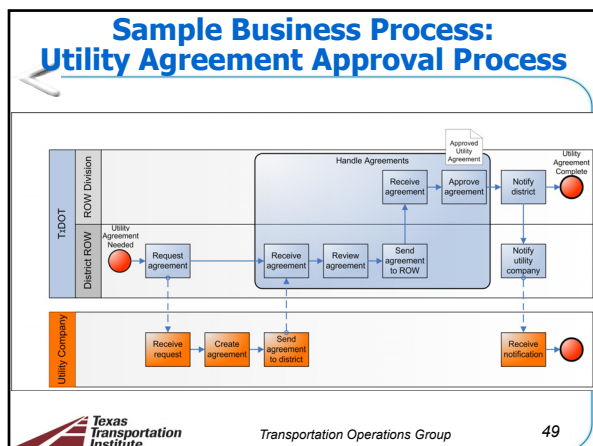 Sample Business Process:
Utility Agreement Approval Process
Approved
Utility
Agreement
Utility
Agreement
Complete
Handle Agreements
TxDOT
ROW Division
Receive
agreement
Approve
agreement
Notify
district
District ROW
Utility
Agreement
Needed
Request
agreement
Receive
agreement
Review
agreement
Send
agreement
to ROW
Notify
utility
company
Utility Company
Receive
request
Create
agreement
Send
agreement
to district
Receive
notification
Texas
Transportation
Institute
Transportation Operations Group
49